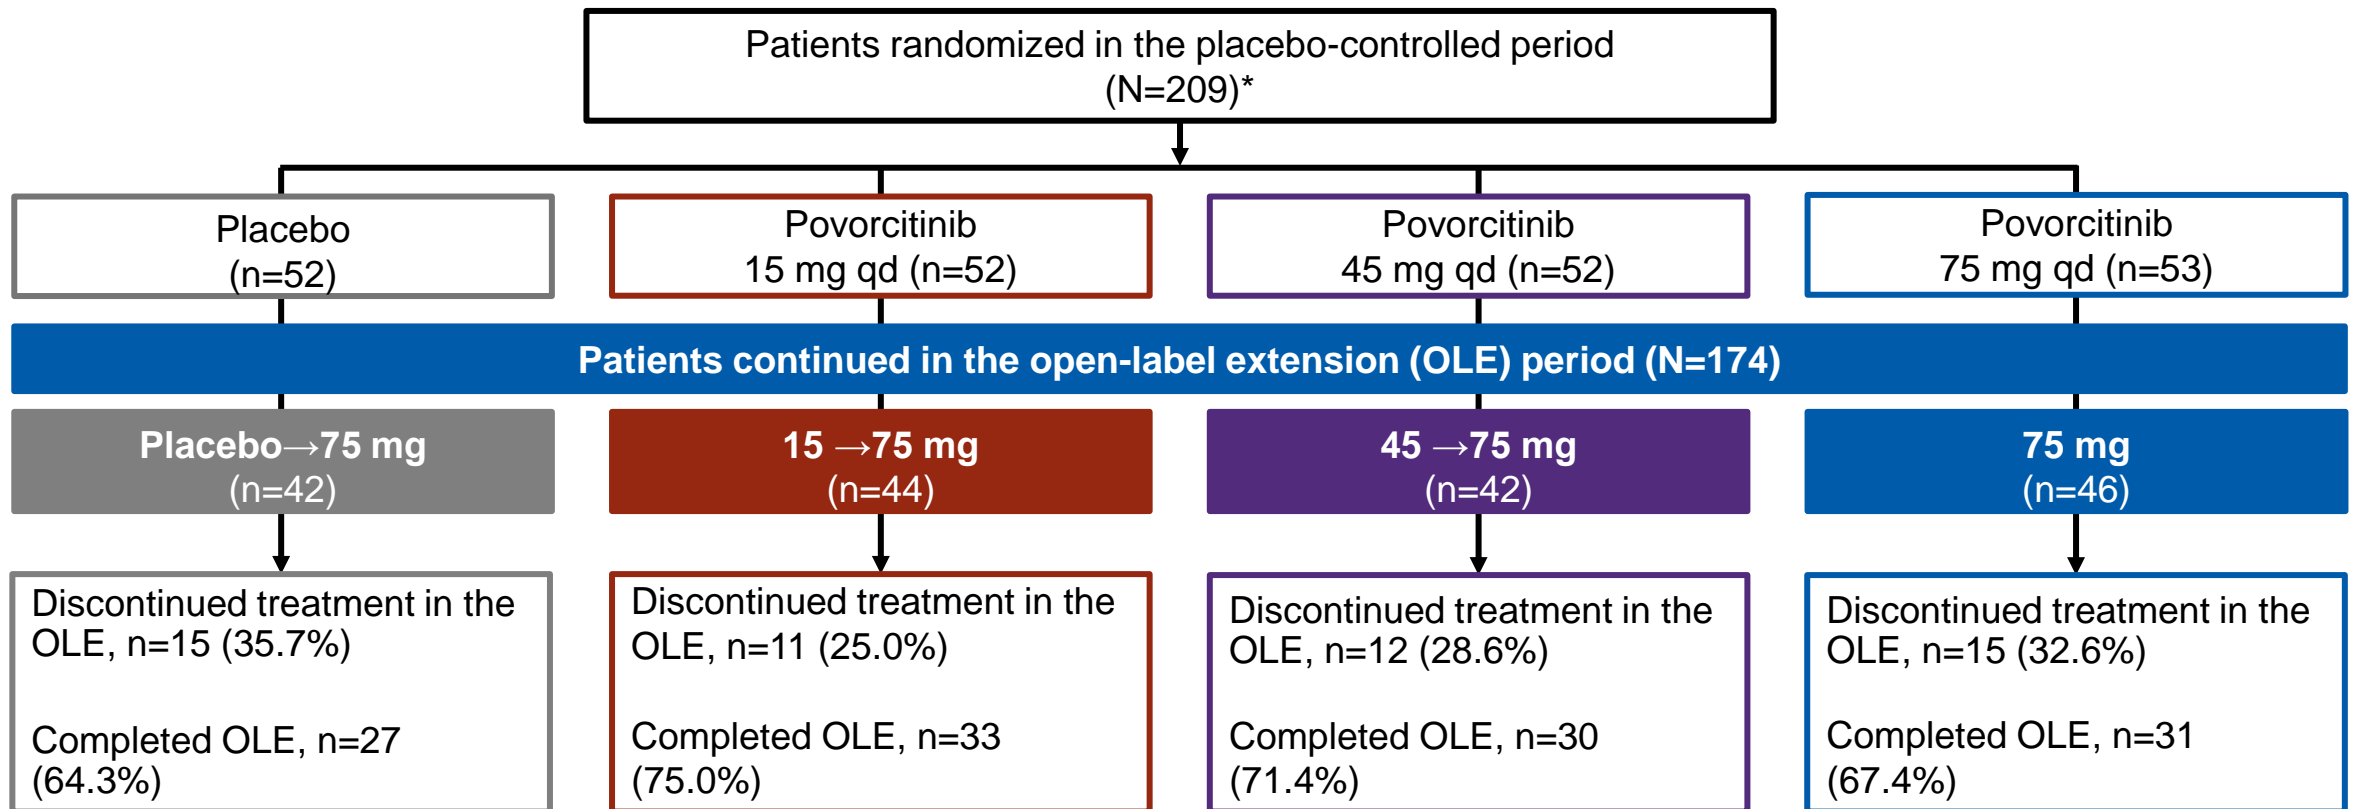 Patients randomized in the placebo-controlled period
(N=209)*
Placebo
(n=52)
Povorcitinib
15 mg qd (n=52)
Povorcitinib
45 mg qd (n=52)
Povorcitinib
75 mg qd (n=53)
Patients continued in the open-label extension (OLE) period (N=174)
Placebo→75 mg
(n=42)
15 →75 mg
(n=44)
45 →75 mg
(n=42)
75 mg
(n=46)
Discontinued treatment in the
OLE, n=15 (35.7%)
Completed OLE, n=27
(64.3%)
Discontinued treatment in the
OLE, n=11 (25.0%)
Completed OLE, n=33
(75.0%)
Discontinued treatment in the
OLE, n=12 (28.6%)
Completed OLE, n=30
(71.4%)
Discontinued treatment in the
OLE, n=15 (32.6%)
Completed OLE, n=31
(67.4%)